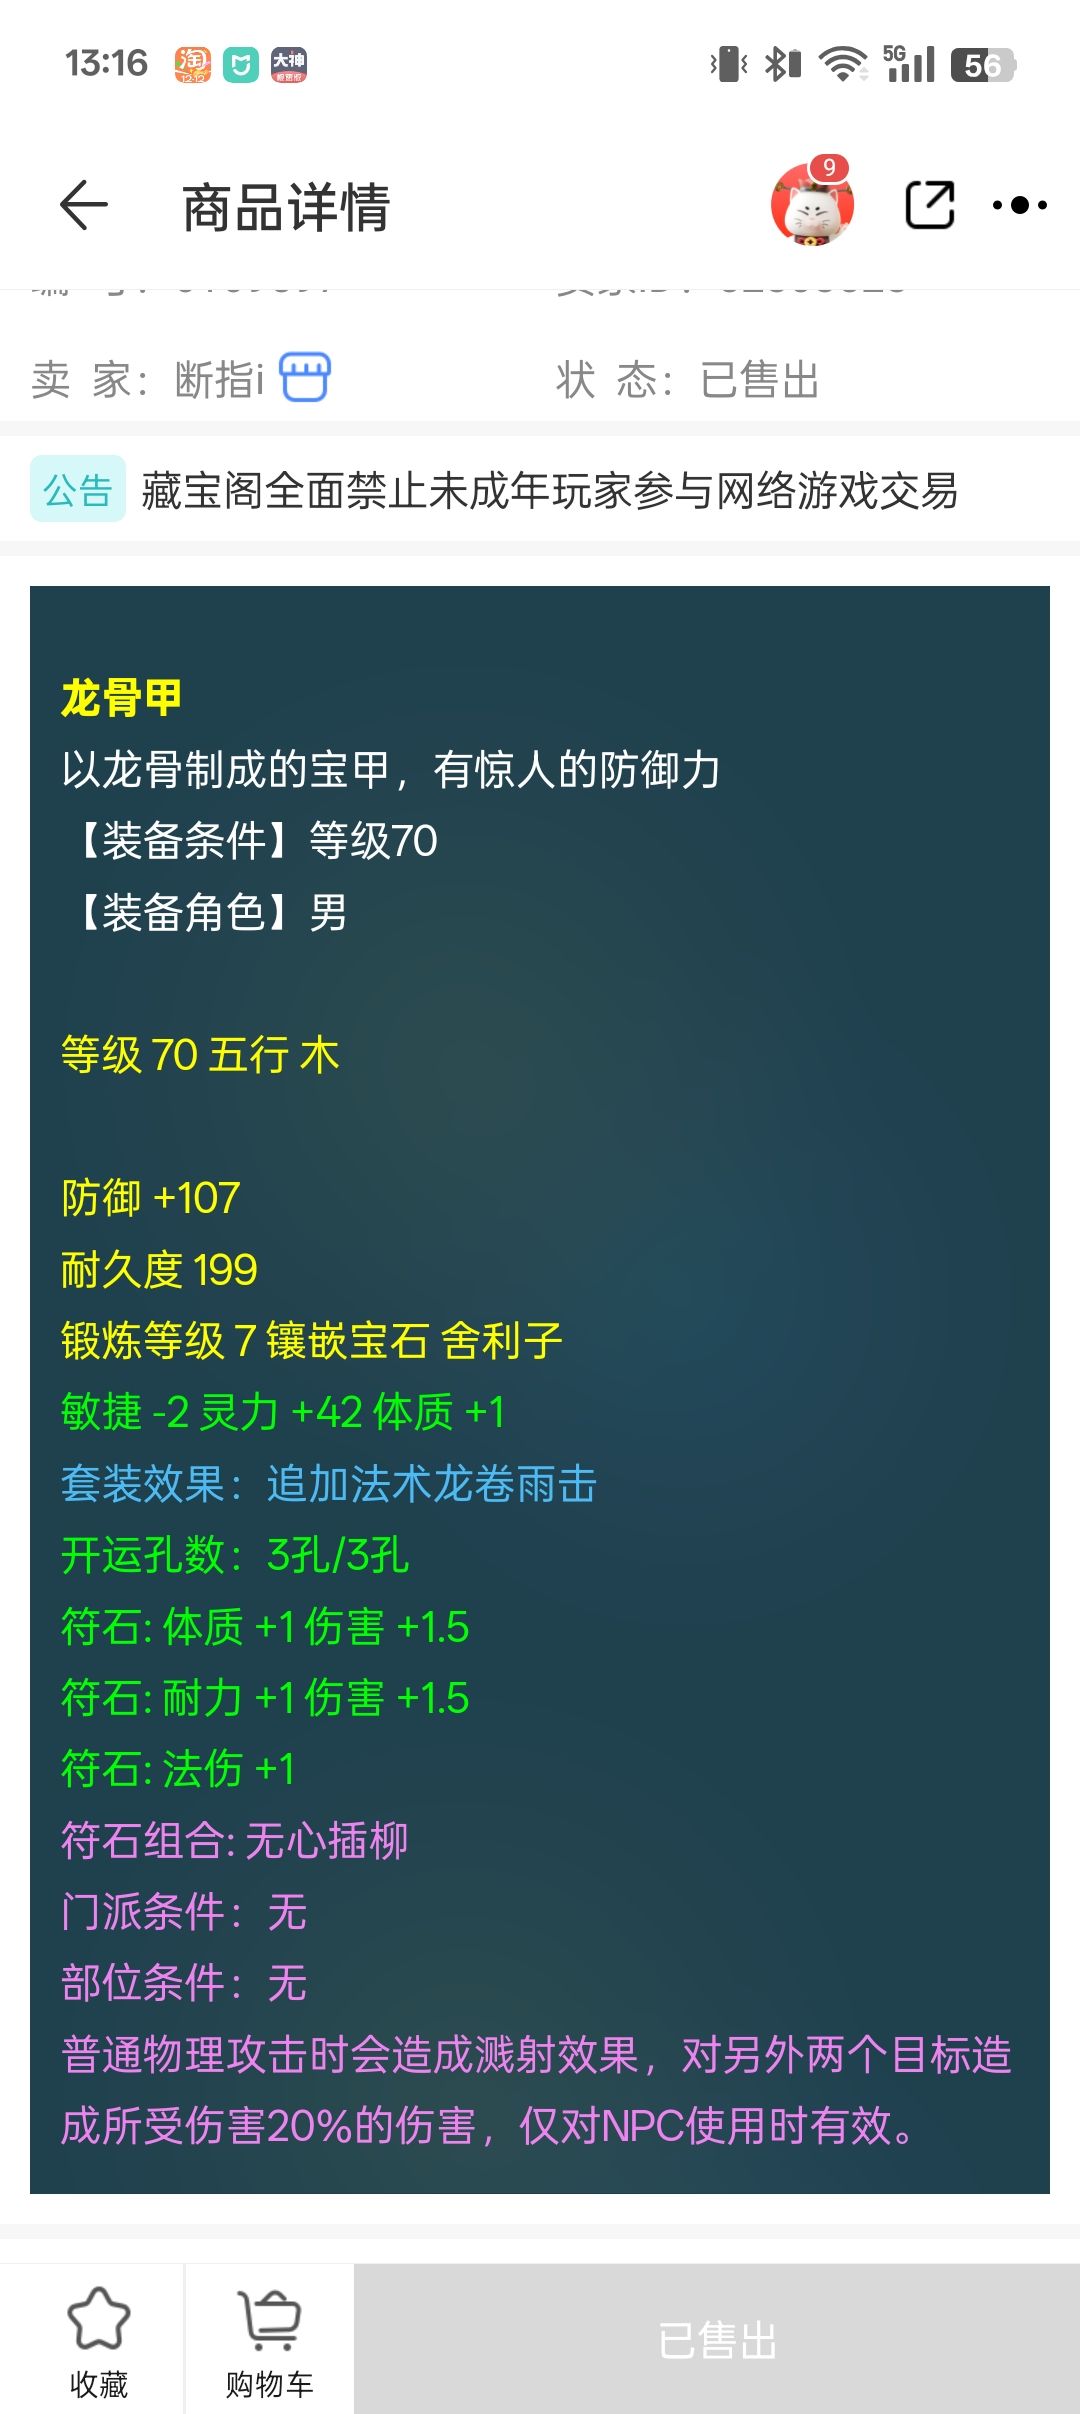 13:16
淘
12.12
大神
5G
56
商品详情
9
卖 家：断指i
状 态：已售出
公告 藏宝阁全面禁止未成年玩家参与网络游戏交易
龙骨甲
以龙骨制成的宝甲，有惊人的防御力
【装备条件】等级70
【装备角色】男
等级 70 五行 木
防御 +107
耐久度 199
锻炼等级 7 镶嵌宝石 舍利子
敏捷 -2 灵力 +42 体质 +1
套装效果：追加法术龙卷雨击
开运孔数：3孔/3孔
符石: 体质 +1 伤害 +1.5
符石: 耐力 +1 伤害 +1.5
符石: 法伤 +1
符石组合: 无心插柳
门派条件：无
部位条件：无
普通物理攻击时会造成溅射效果，对另外两个目标造
成所受伤害20%的伤害，仅对NPC使用时有效。
收藏
购物车
已售出